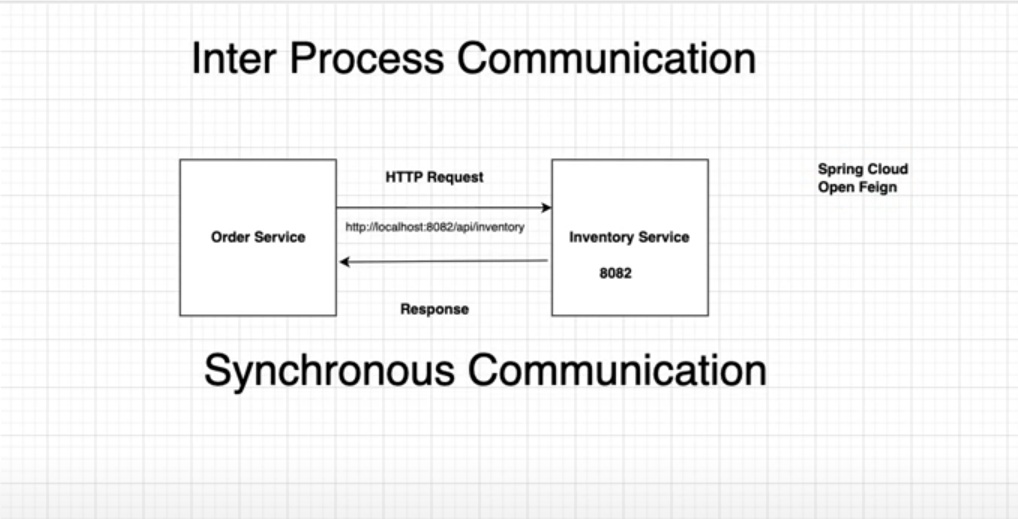 Inter Process Communication
HTTP Request
Spring Cloud
Open Feign
http://localhost:8082/api/inventory
Order Service
Inventory Service
8082
Response
Synchronous Communication